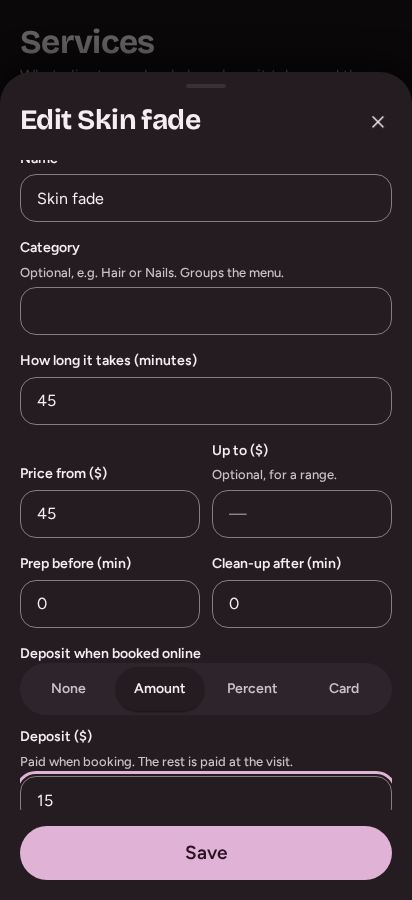 Services
Edit Skin fade
Name
Skin fade
Category
Optional, e.g. Hair or Nails. Groups the menu.
How long it takes (minutes)
45
Price from ($)
Up to ($)
Optional, for a range.
45
—
Prep before (min)
Clean-up after (min)
0
0
Deposit when booked online
None
Amount
Percent
Card
Deposit ($)
Paid when booking. The rest is paid at the visit.
15
Save